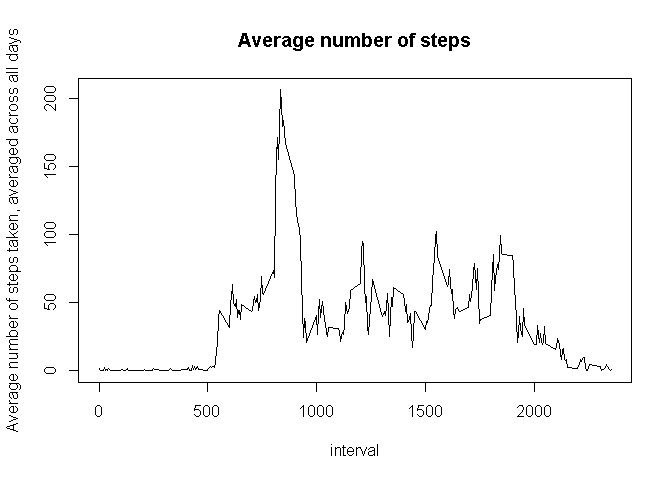 Average number of steps
Average number of steps taken, averaged across all days
200
150
100
50
0
0 500 1000 1500 2000
interval